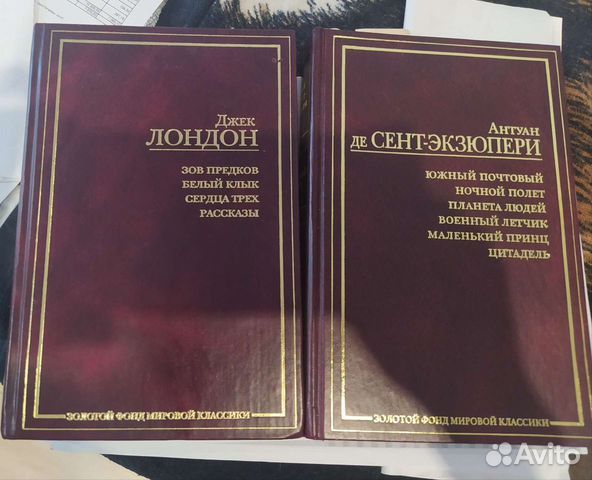 Джек
ЛОНДОН
ЗОВ ПРЕДКОВ
БЕЛЫЙ КЛЫК
СЕРДЦА ТРЕХ
РАССКАЗЫ
ЗОЛОТОЙ ФОНД МИРОВОЙ КЛАССИКИ
Антуан
де СЕНТ-ЭКЗЮПЕРИ
ЮЖНЫЙ ПОЧТОВЫЙ
НОЧНОЙ ПОЛЕТ
ПЛАНЕТА ЛЮДЕЙ
ВОЕННЫЙ ЛЕТЧИК
МАЛЕНЬКИЙ ПРИНЦ
ЦИТАДЕЛЬ
ЗОЛОТОЙ ФОНД МИРОВОЙ КЛАССИКИ
Avito